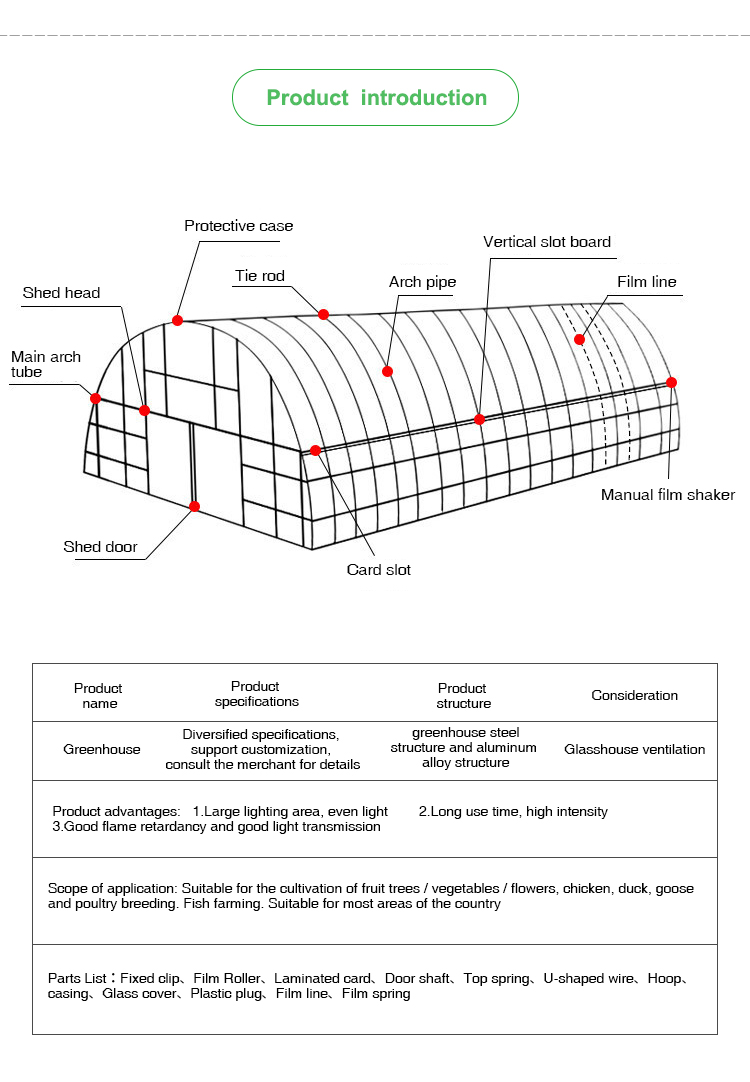 Product introduction
Protective case
Vertical slot board
Tie rod
Arch pipe
Film line
Shed head
Main arch
tube
Manual film shaker
Shed door
Card slot
Product
name
Product
specifications
Product
structure
Consideration
Greenhouse
Diversified specifications,
support customization,
consult the merchant for details
greenhouse steel
structure and aluminum
alloy structure
Glasshouse ventilation
Product advantages: 1.Large lighting area, even light 2.Long use time, high intensity
3.Good flame retardancy and good light transmission
Scope of application: Suitable for the cultivation of fruit trees / vegetables / flowers, chicken, duck, goose
and poultry breeding. Fish farming. Suitable for most areas of the country
Parts List：Fixed clip、Film Roller、Laminated card、Door shaft、Top spring、U-shaped wire、Hoop、
casing、Glass cover、Plastic plug、Film line、Film spring